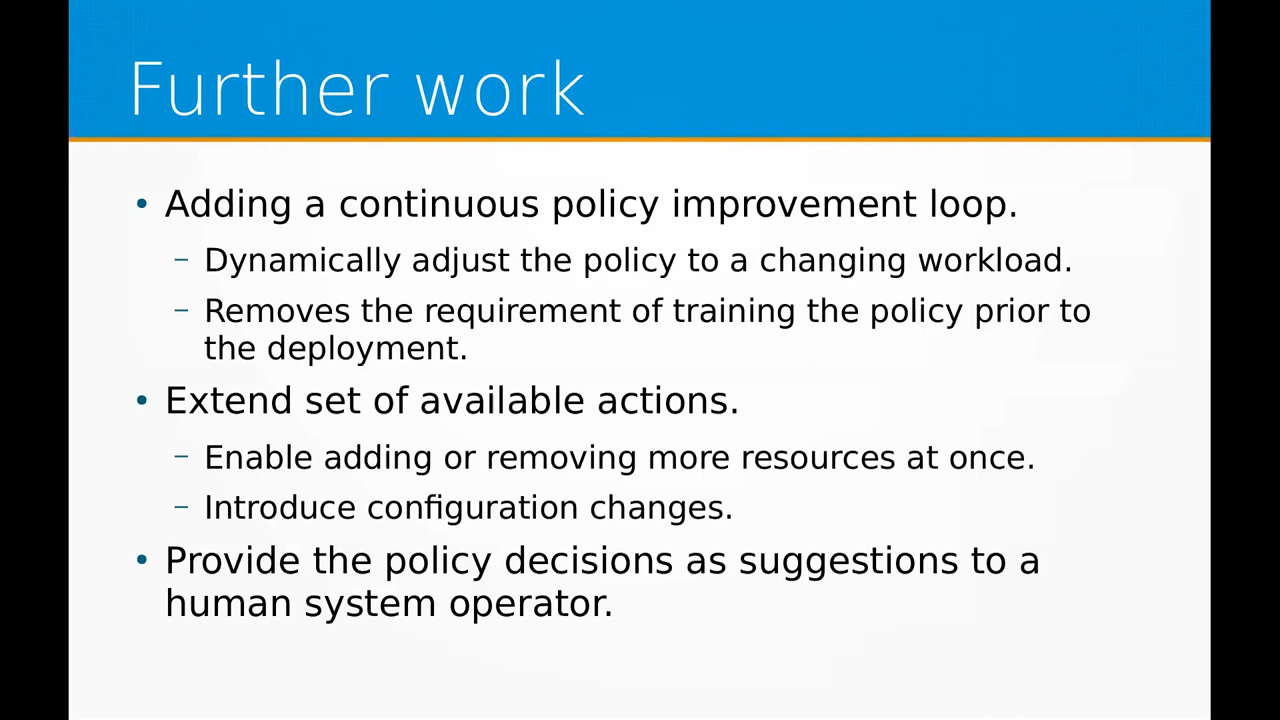 Further work
• Adding a continuous policy improvement loop.
– Dynamically adjust the policy to a changing workload.
– Removes the requirement of training the policy prior to
the deployment.
• Extend set of available actions.
– Enable adding or removing more resources at once.
– Introduce configuration changes.
• Provide the policy decisions as suggestions to a
human system operator.